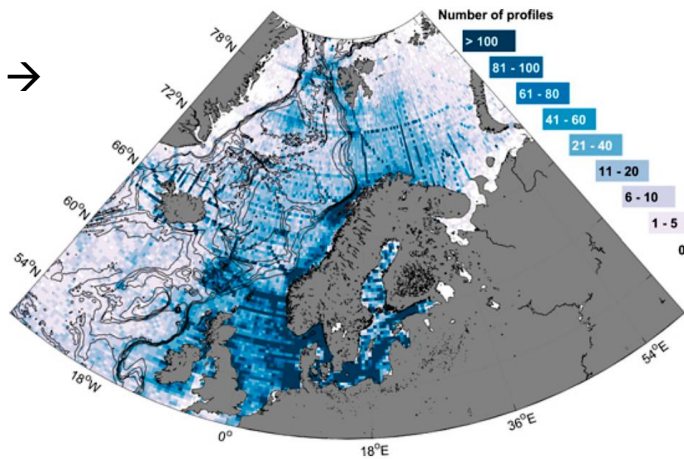 Number of profiles
> 100
81 - 100
61 - 80
41 - 60
21 - 40
11 - 20
6 - 10
1 - 5
0
78°N
72°N
66°N
60°N
54°N
18°W
0°
18°E
36°E
54°E